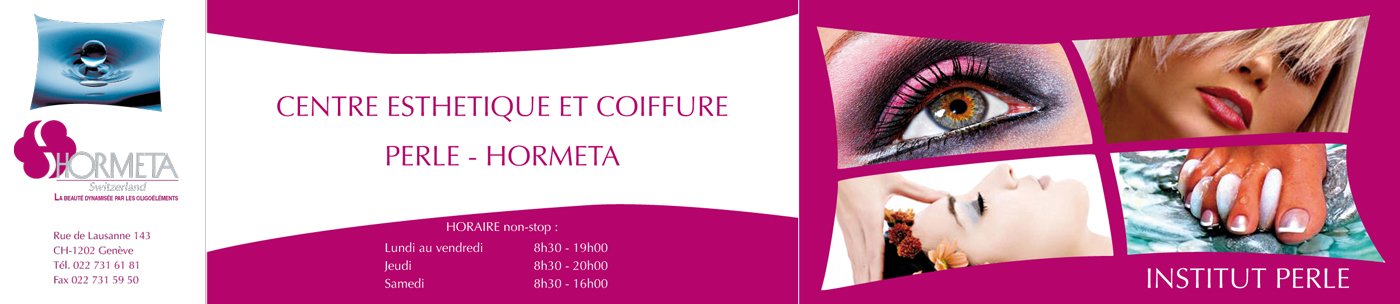 HORMETA
Switzerland
LA BEAUTÉ DYNAMISÉE PAR LES OLIGOÉLÉMENTS
Rue de Lausanne 143
CH-1202 Genève
Tél. 022 731 61 81
Fax 022 731 59 50
CENTRE ESTHETIQUE ET COIFFURE
PERLE - HORMETA
HORAIRE non-stop :
Lundi au vendredi 8h30 - 19h00
Jeudi 8h30 - 20h00
Samedi 8h30 - 16h00
INSTITUT PERLE